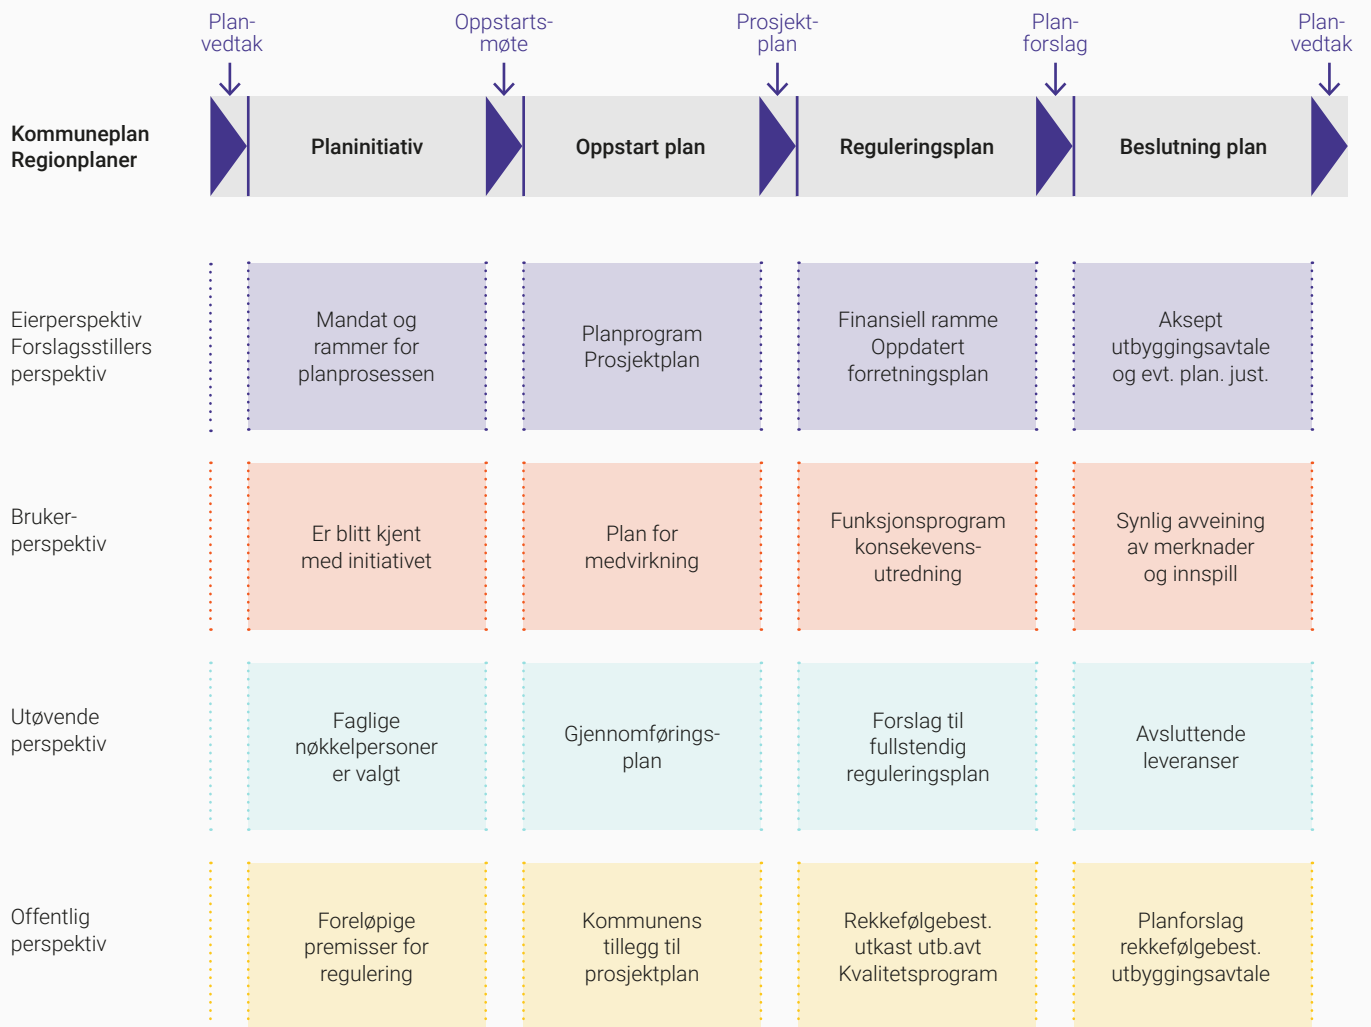 Plan-
vedtak
Oppstarts-
møte
Prosjekt-
plan
Plan-
forslag
Plan-
vedtak
Kommuneplan
Regionplaner
Planinitiativ
Oppstart plan
Reguleringsplan
Beslutning plan
Eierperspektiv
Forslagsstillers
perspektiv
Mandat og
rammer for
planprosessen
Planprogram
Prosjektplan
Finansiell ramme
Oppdatert
forretningsplan
Aksept
utbyggingsavtale
og evt. plan. just.
Bruker-
perspektiv
Er blitt kjent
med initiativet
Plan for
medvirkning
Funksjonsprogram
konsekevens-
utredning
Synlig avveining
av merknader
og innspill
Utøvende
perspektiv
Faglige
nøkkelpersoner
er valgt
Gjennomførings-
plan
Forslag til
fullstendig
reguleringsplan
Avsluttende
leveranser
Offentlig
perspektiv
Foreløpige
premisser for
regulering
Kommunens
tillegg til
prosjektplan
Rekkefølgebest.
utkast utb.avt
Kvalitetsprogram
Planforslag
rekkefølgebest.
utbyggingsavtale